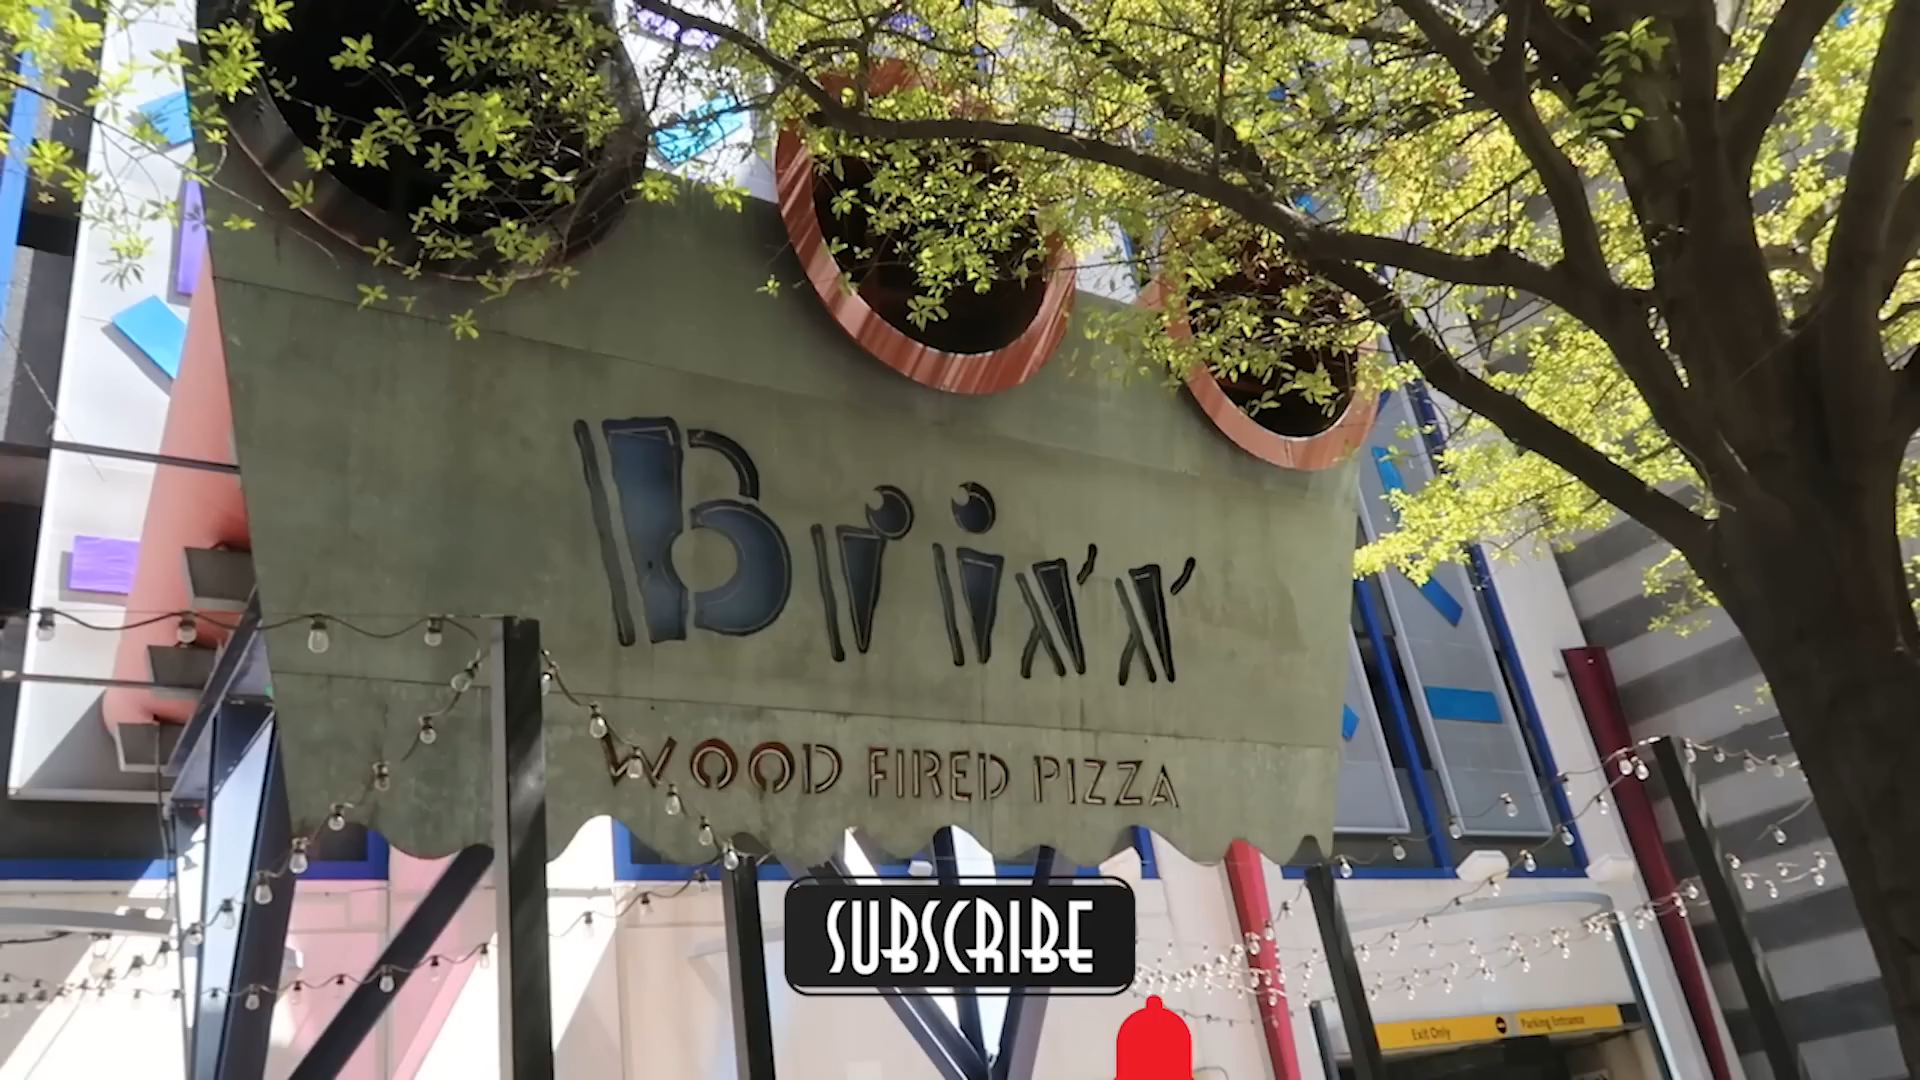 Brixx
WOOD FIRED PIZZA
SUBSCRIBE
Exit Only
Parking Entrance